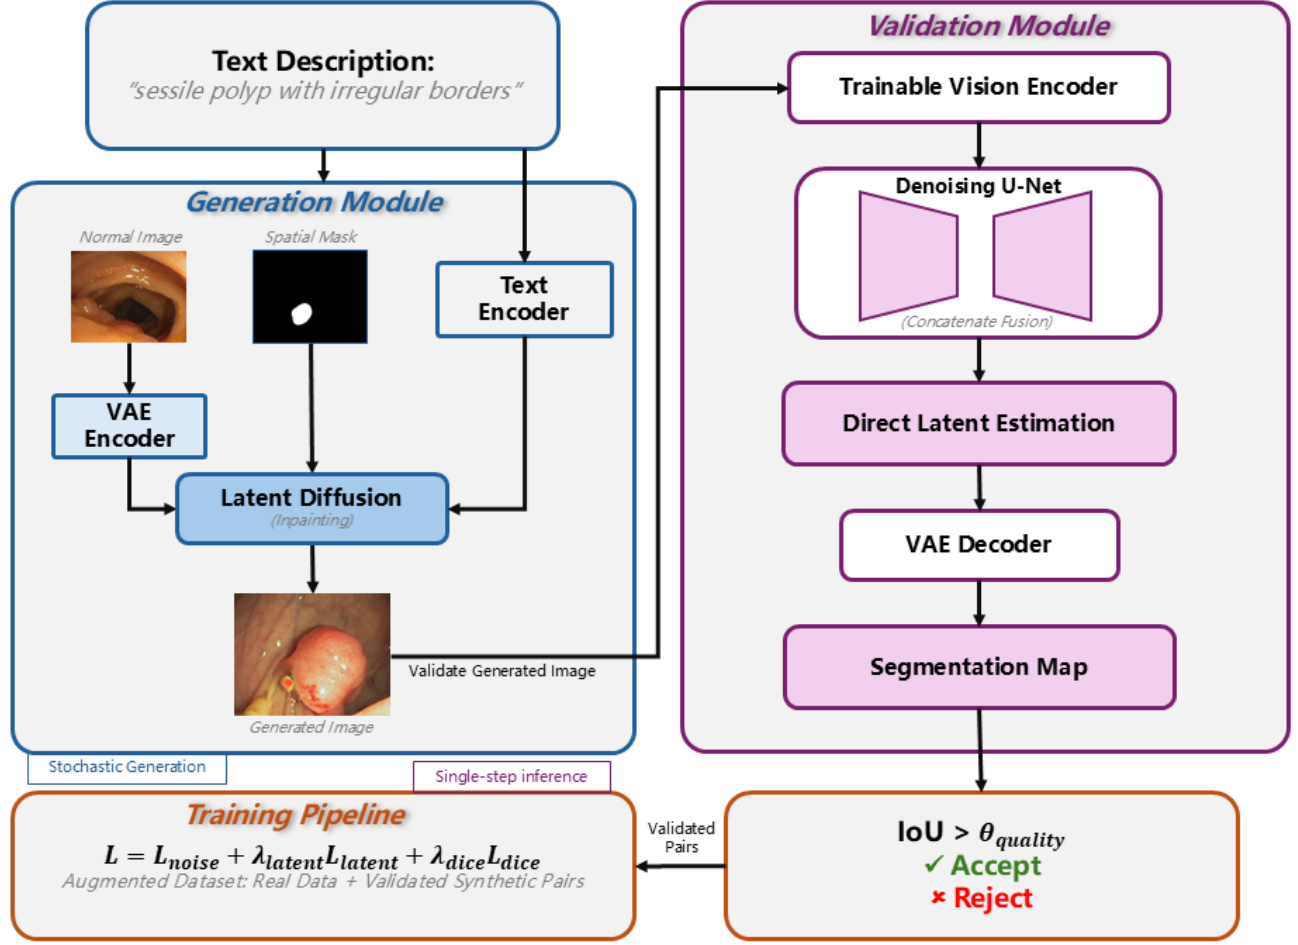 Text Description:
"sessile polyp with irregular borders"
Generation Module
Normal Image
Spatial Mask
Text
Encoder
VAE
Encoder
Latent Diffusion
(Inpainting)
Validate Generated Image
Generated Image
Stochastic Generation
Validation Module
Trainable Vision Encoder
Denoising U-Net
(Concatenate Fusion)
Direct Latent Estimation
VAE Decoder
Segmentation Map
Single-step inference
Training Pipeline
L = L_noise + λ_latent L_latent + λ_dice L_dice
Augmented Dataset: Real Data + Validated Synthetic Pairs
Validated
Pairs
IoU > θ_quality
✓ Accept
✘ Reject